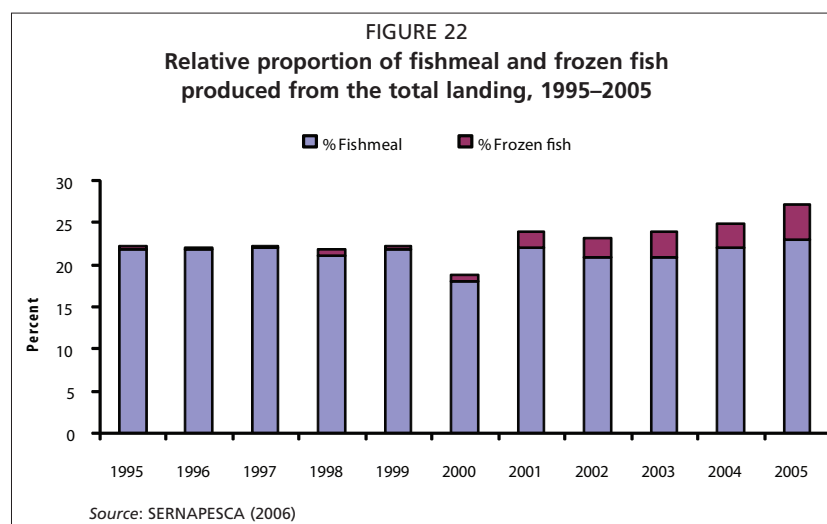 FIGURE 22
Relative proportion of fishmeal and frozen fish
produced from the total landing, 1995–2005
% Fishmeal % Frozen fish
30
25
20
15
10
5
0
Percent
1995 1996 1997 1998 1999 2000 2001 2002 2003 2004 2005
Source: SERNAPESCA (2006)